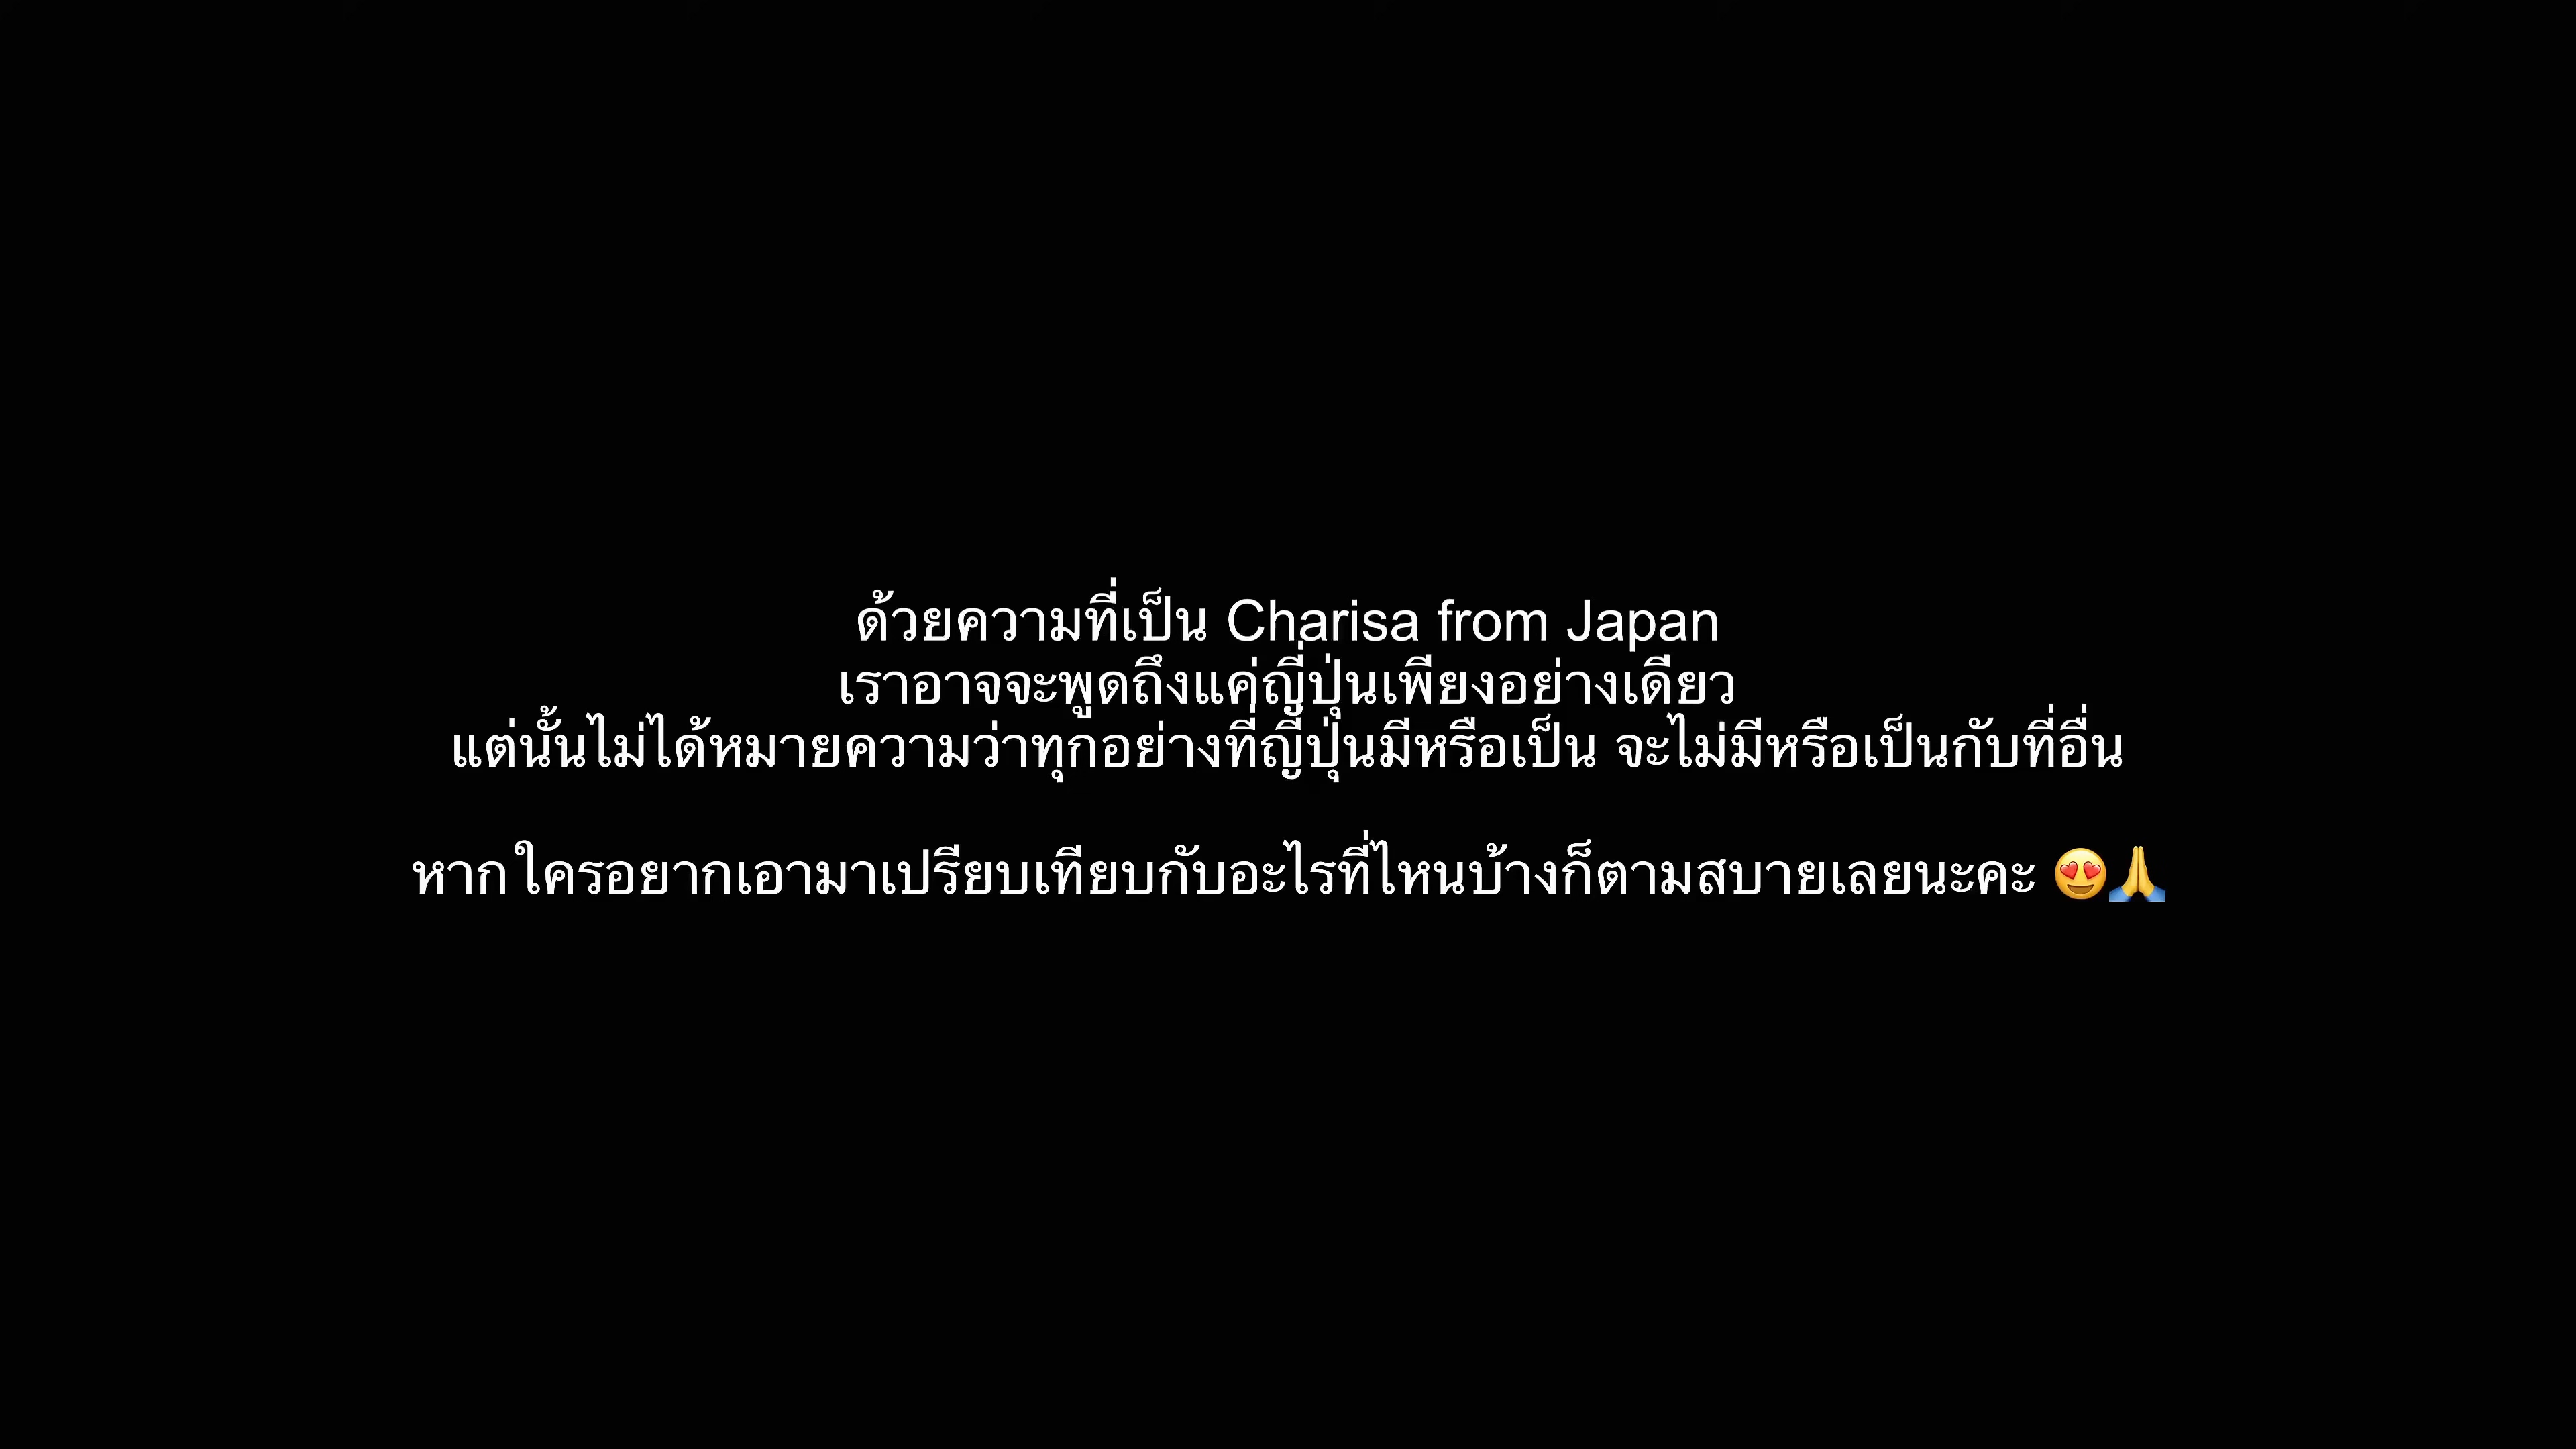 ด้วยความที่เป็น Charisa from Japan
เราอาจจะพูดถึงแค่ญี่ปุ่นเพียงอย่างเดียว
แต่นั้นไม่ได้หมายความว่าทุกอย่างที่ญี่ปุ่นมีหรือเป็น จะไม่มีหรือเป็นกับที่อื่น
หากใครอยากเอามาเปรียบเทียบกับอะไรที่ไหนบ้างก็ตามสบายเลยนะคะ 😍🙏